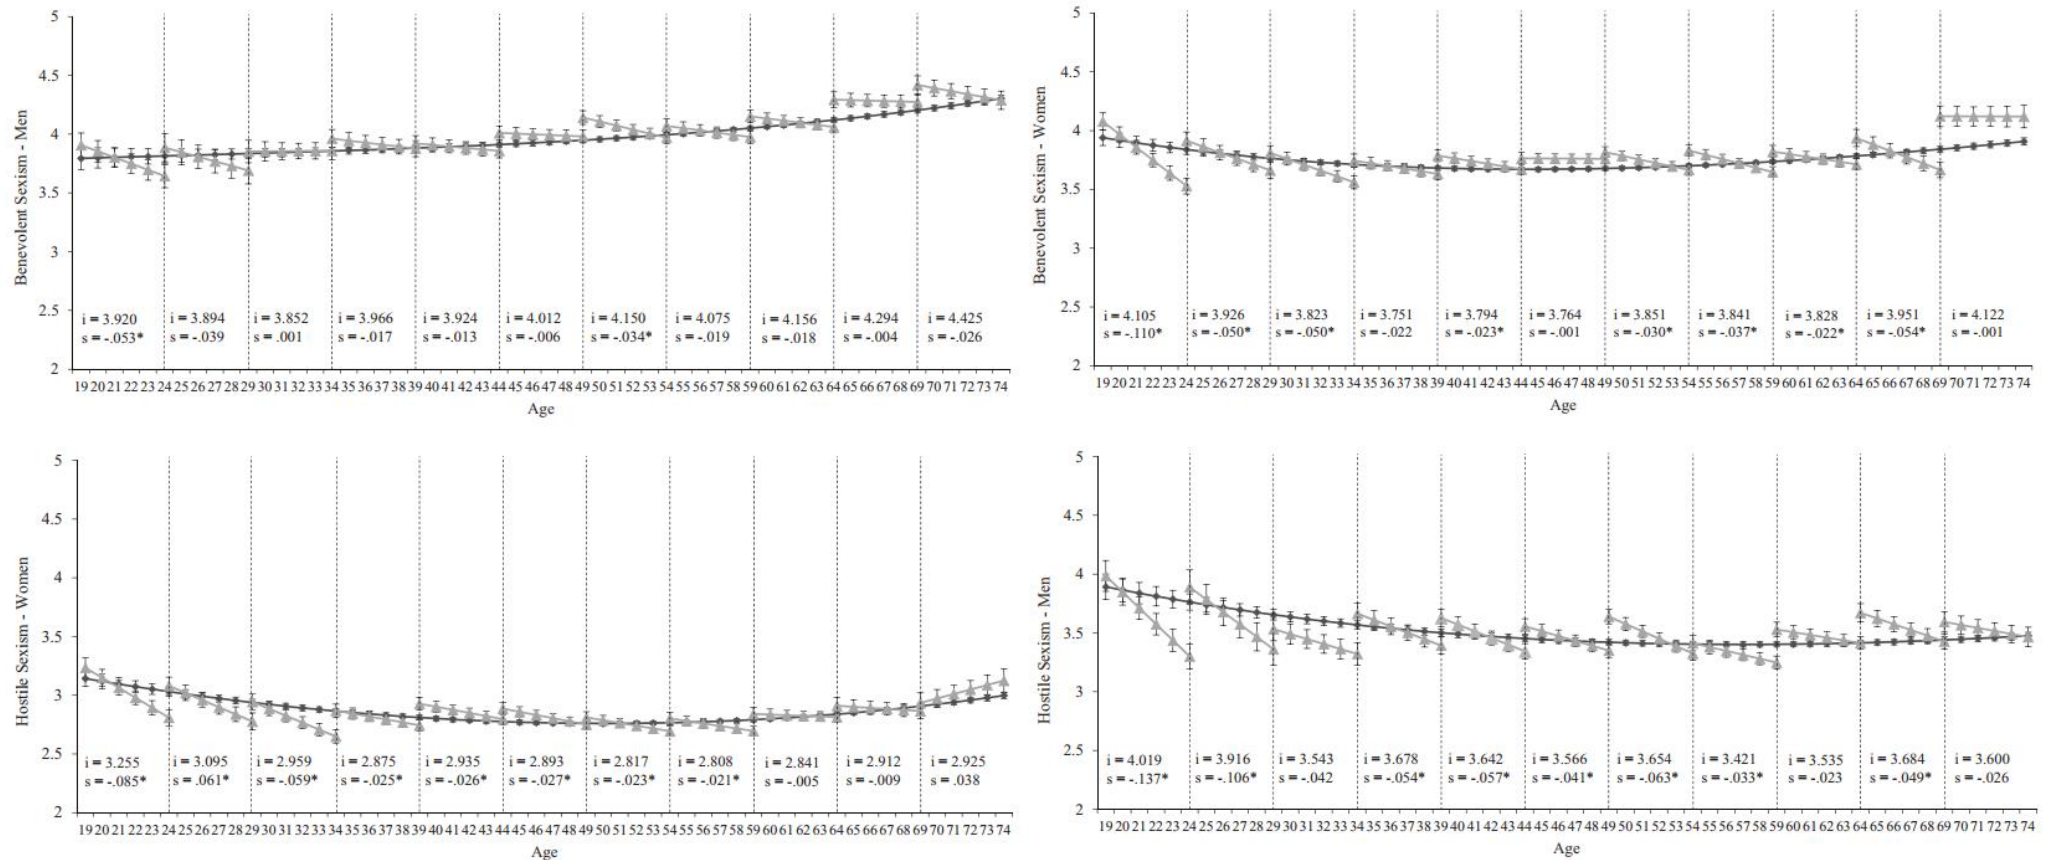 5
4.5
4
3.5
3
2.5
2
Benevolent Sexism - Men
i = 3.920 i = 3.894 i = 3.852 i = 3.966 i = 3.924 i = 4.012 i = 4.150 i = 4.075 i = 4.156 i = 4.294 i = 4.425
s = -.053* s = -.039 s = .001 s = -.017 s = -.013 s = -.006 s = -.034* s = -.019 s = -.018 s = -.004 s = -.026
19 20 21 22 23 24 25 26 27 28 29 30 31 32 33 34 35 36 37 38 39 40 41 42 43 44 45 46 47 48 49 50 51 52 53 54 55 56 57 58 59 60 61 62 63 64 65 66 67 68 69 70 71 72 73 74
Age
5
4.5
4
3.5
3
2.5
2
Benevolent Sexism - Women
i = 4.105 i = 3.926 i = 3.823 i = 3.751 i = 3.794 i = 3.764 i = 3.851 i = 3.841 i = 3.828 i = 3.951 i = 4.122
s = -.110* s = -.050* s = -.050* s = -.022 s = -.023* s = -.001 s = -.030* s = -.037* s = -.022* s = -.054* s = -.001
19 20 21 22 23 24 25 26 27 28 29 30 31 32 33 34 35 36 37 38 39 40 41 42 43 44 45 46 47 48 49 50 51 52 53 54 55 56 57 58 59 60 61 62 63 64 65 66 67 68 69 70 71 72 73 74
Age
5
4.5
4
3.5
3
2.5
2
Hostile Sexism - Women
i = 3.255 i = 3.095 i = 2.959 i = 2.875 i = 2.935 i = 2.893 i = 2.817 i = 2.808 i = 2.841 i = 2.912 i = 2.925
s = -.085* s = .061* s = -.059* s = -.025* s = -.026* s = -.027* s = -.023* s = -.021* s = -.005 s = -.009 s = .038
19 20 21 22 23 24 25 26 27 28 29 30 31 32 33 34 35 36 37 38 39 40 41 42 43 44 45 46 47 48 49 50 51 52 53 54 55 56 57 58 59 60 61 62 63 64 65 66 67 68 69 70 71 72 73 74
Age
5
4.5
4
3.5
3
2.5
2
Hostile Sexism - Men
i = 4.019 i = 3.916 i = 3.543 i = 3.678 i = 3.642 i = 3.566 i = 3.654 i = 3.421 i = 3.535 i = 3.684 i = 3.600
s = -.137* s = -.106* s = -.042 s = -.054* s = -.057* s = -.041* s = -.063* s = -.033* s = -.023 s = -.049* s = -.026
19 20 21 22 23 24 25 26 27 28 29 30 31 32 33 34 35 36 37 38 39 40 41 42 43 44 45 46 47 48 49 50 51 52 53 54 55 56 57 58 59 60 61 62 63 64 65 66 67 68 69 70 71 72 73 74
Age